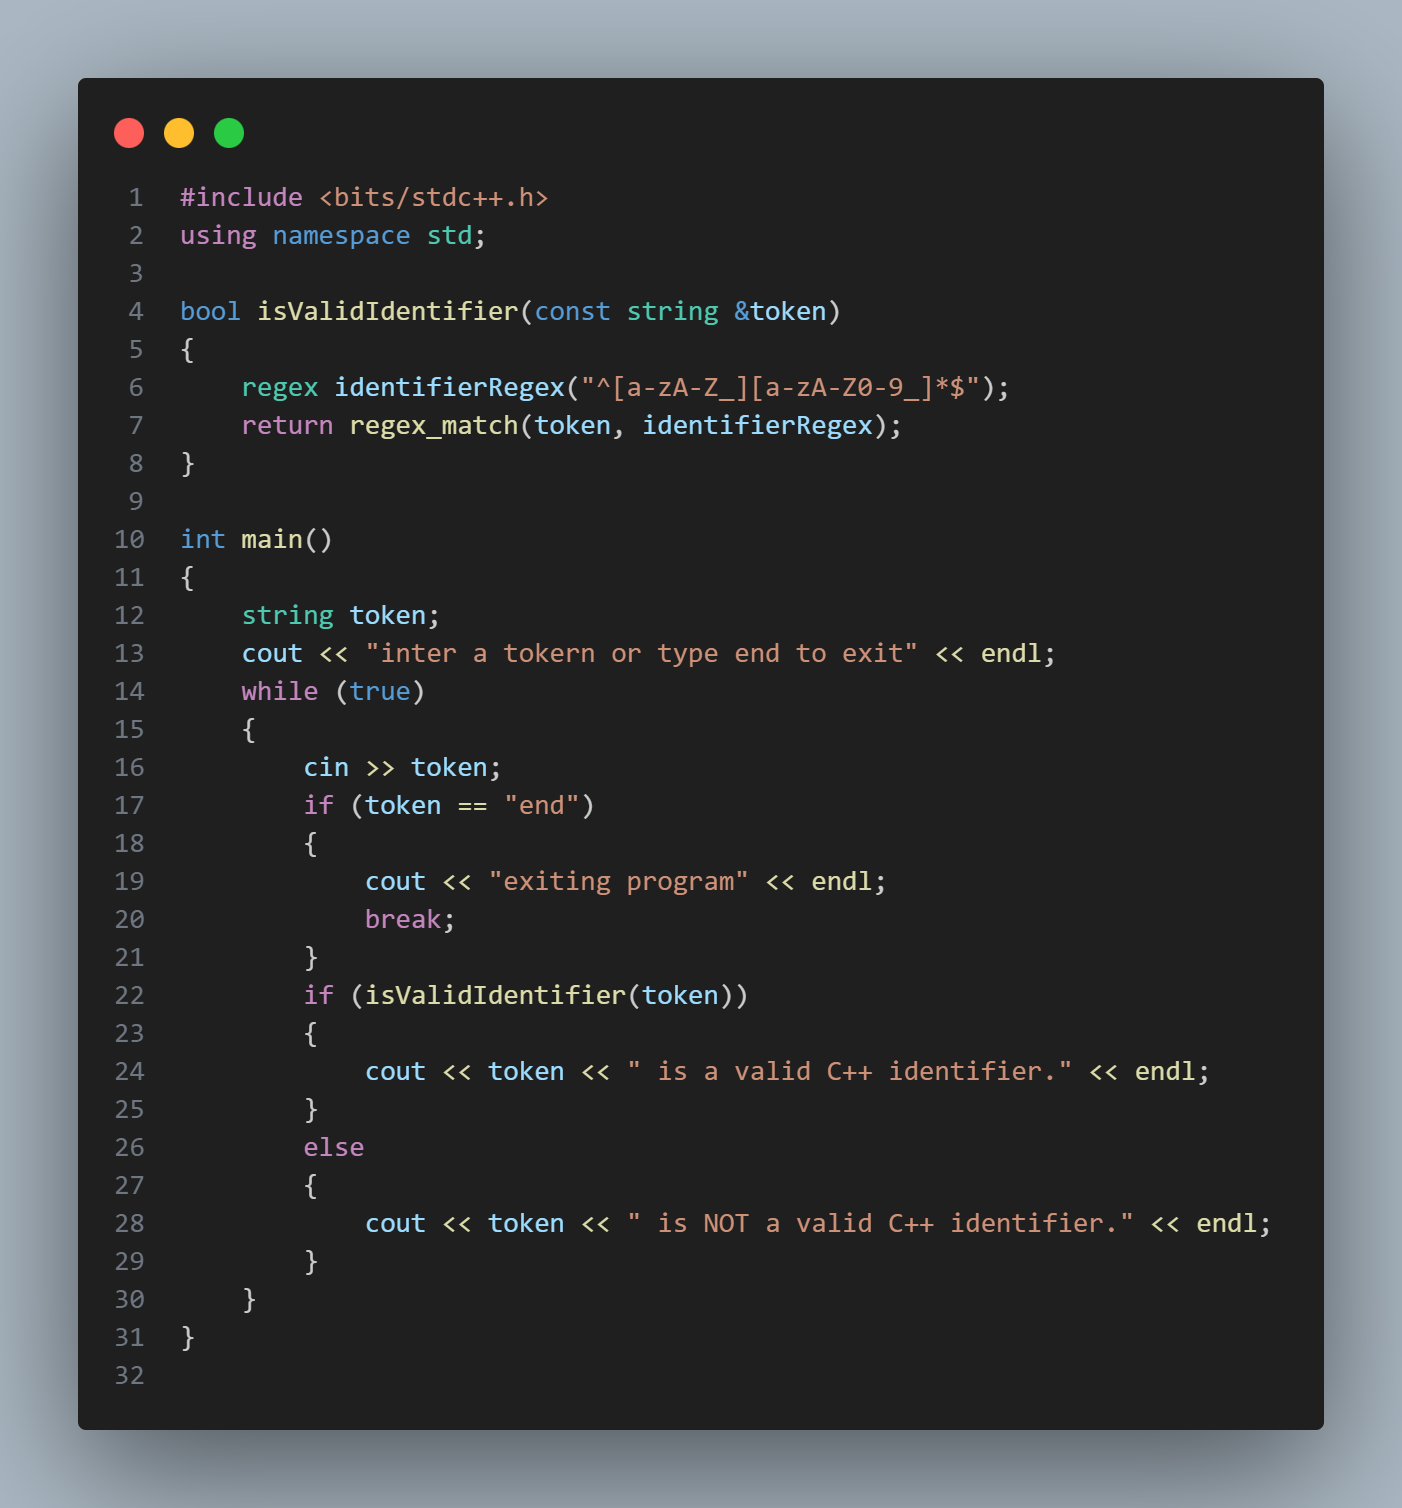 1 #include <bits/stdc++.h>
2 using namespace std;
3
4 bool isValidIdentifier(const string &token)
5 {
6     regex identifierRegex("^[a-zA-Z_][a-zA-Z0-9_]*$");
7     return regex_match(token, identifierRegex);
8 }
9
10 int main()
11 {
12     string token;
13     cout << "inter a tokern or type end to exit" << endl;
14     while (true)
15     {
16         cin >> token;
17         if (token == "end")
18         {
19             cout << "exiting program" << endl;
20             break;
21         }
22         if (isValidIdentifier(token))
23         {
24             cout << token << " is a valid C++ identifier." << endl;
25         }
26         else
27         {
28             cout << token << " is NOT a valid C++ identifier." << endl;
29         }
30     }
31 }
32